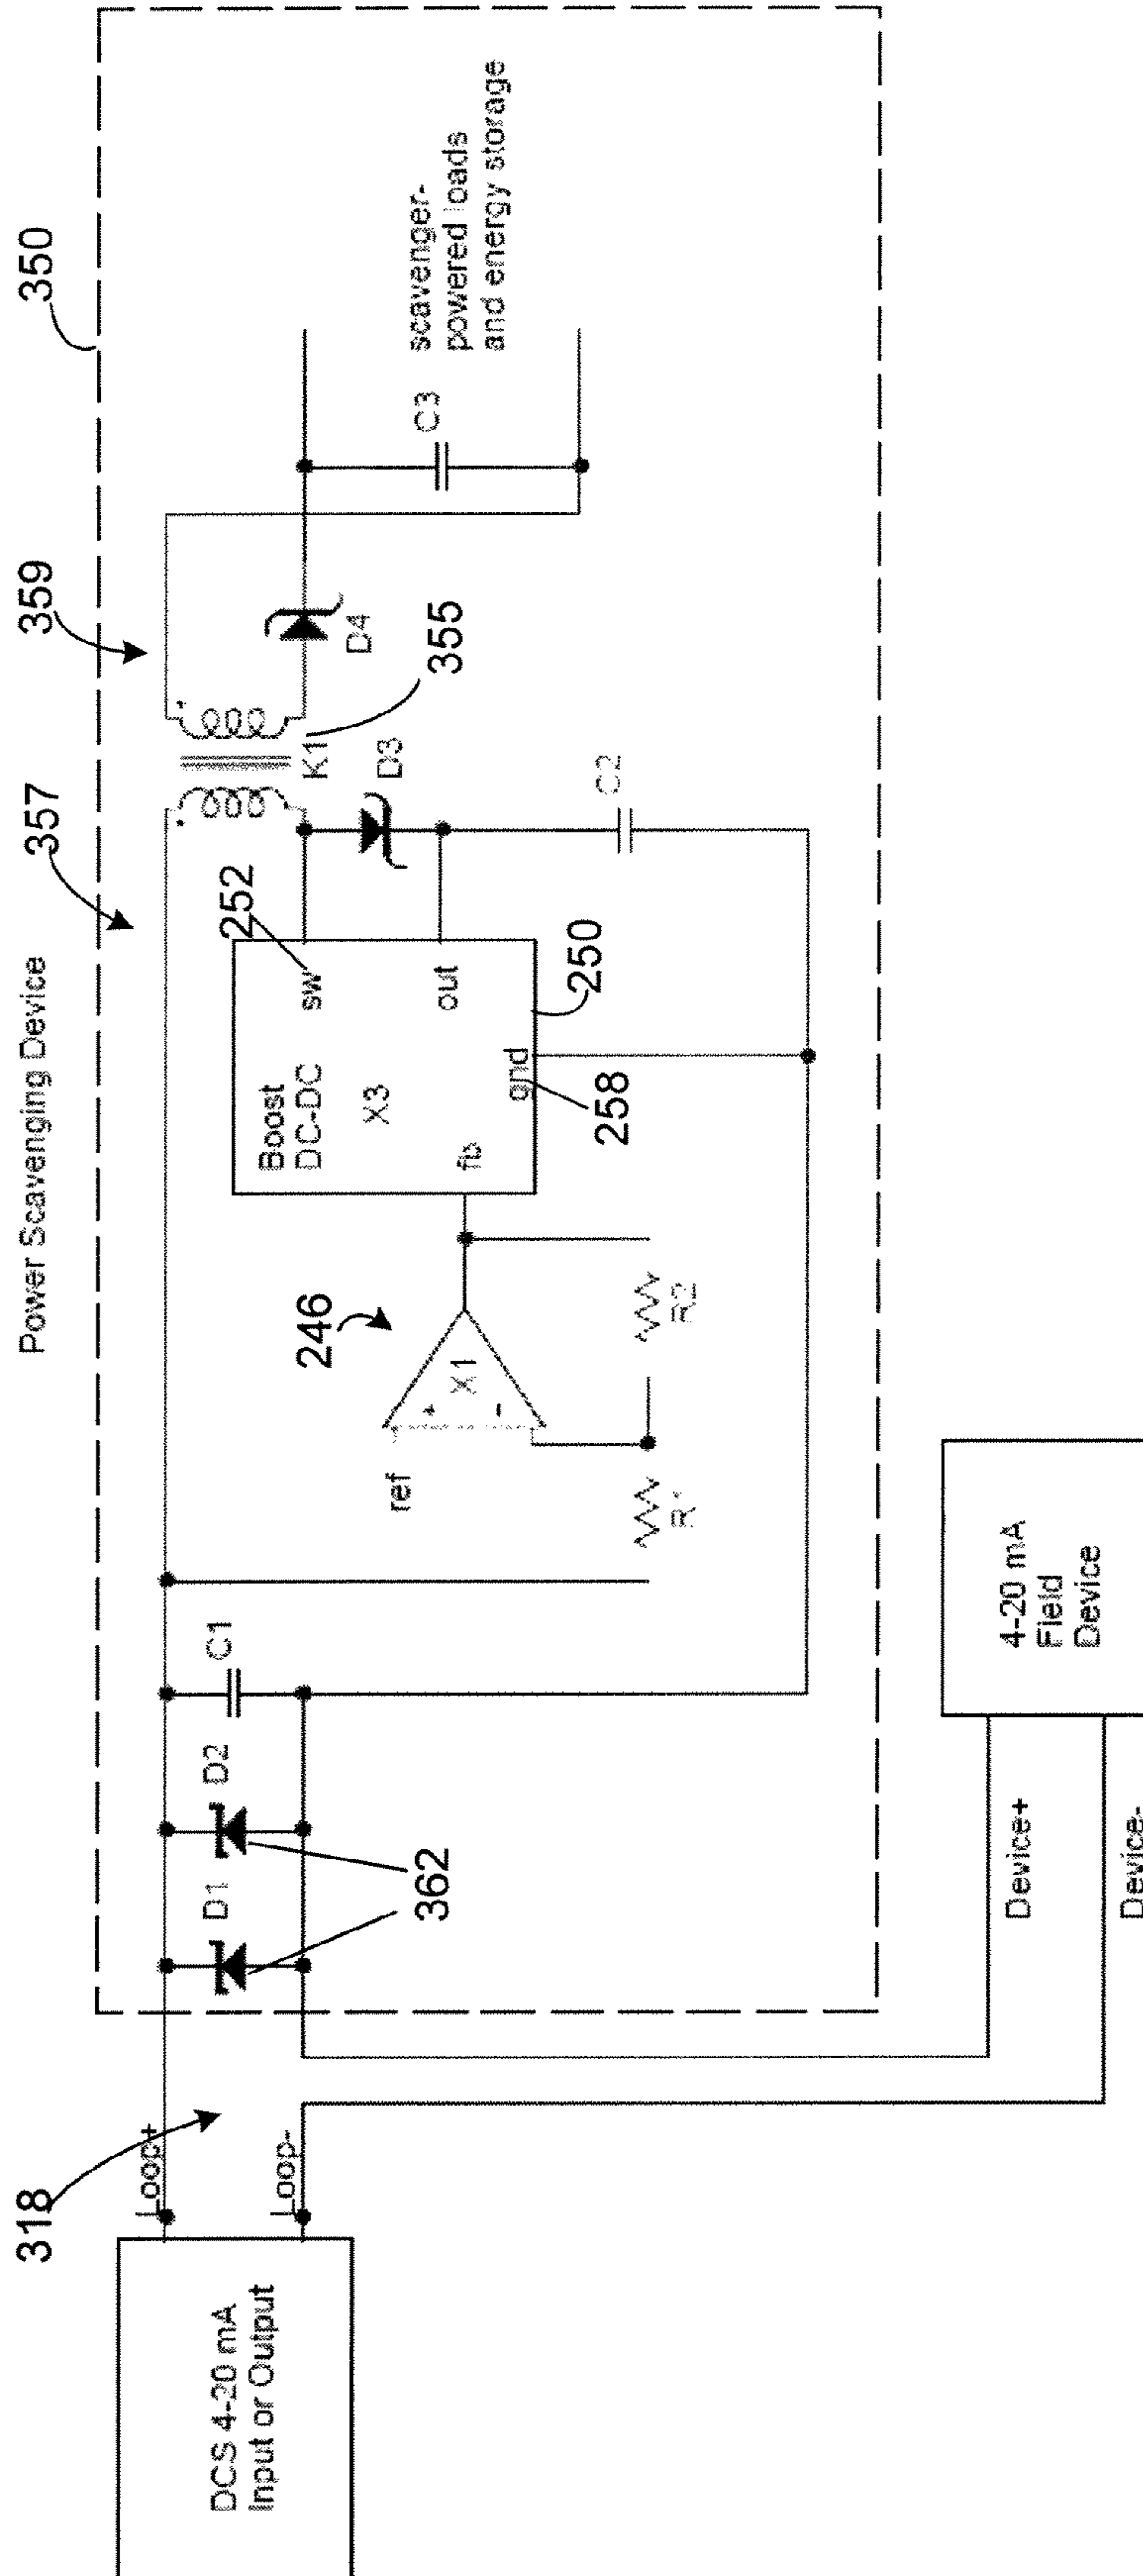 Power Scavenging Device
350
359
357
318
Loop+
Loop-
DCS 4-20 mA
Input or Output
D1
D2
362
C1
ref
X1
+
-
246
R1
R2
Boost
DC-DC
X3
sw
out
fb
gnd
252
250
258
K1
355
D3
D4
C2
C3
scavenger-
powered loads
and energy storage
Device+
Device-
4-20 mA
Field
Device